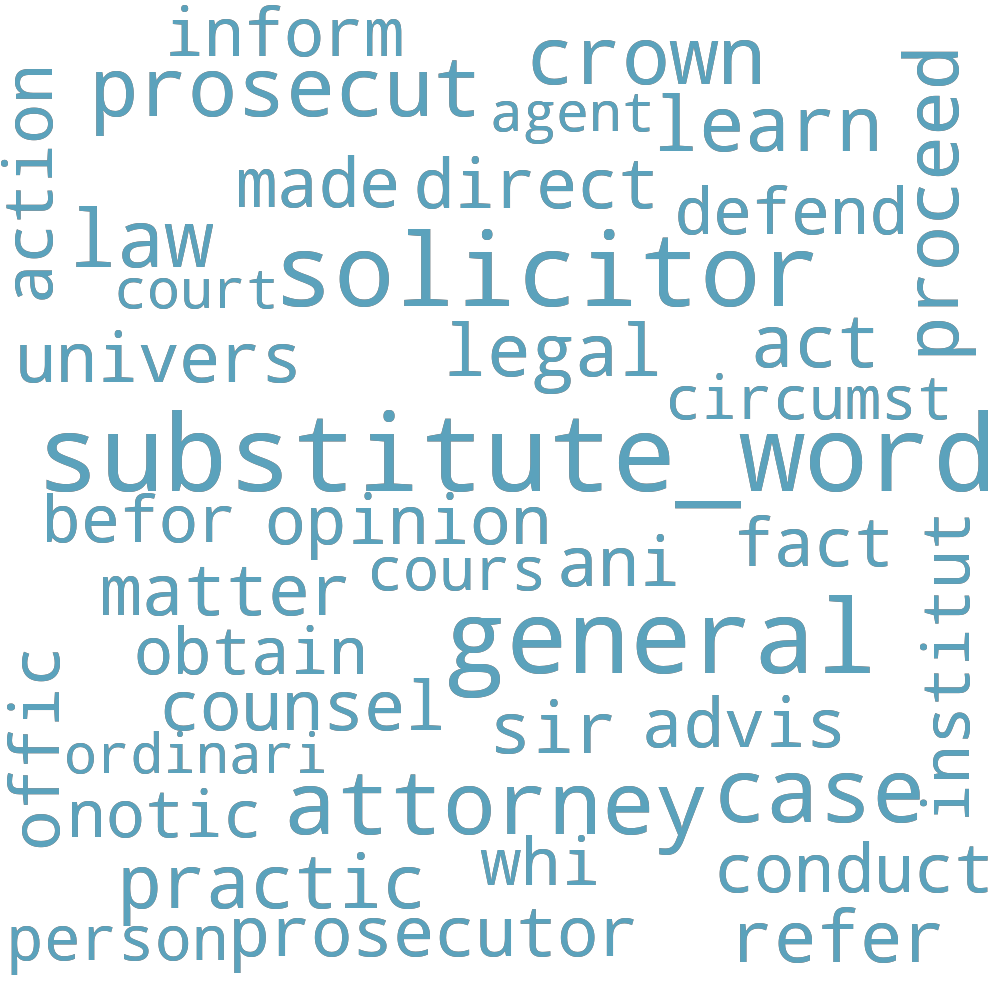 inform
crown
prosecut
agent
learn
action
proceed
made
direct
defend
law
solicitor
court
univers
legal
act
circumst
substitute_word
befor
opinion
fact
cours
ani
matter
institut
obtain
general
offic
counsel
sir
advis
ordinari
notic
attorney
case
practic
whi
conduct
person
prosecutor
refer